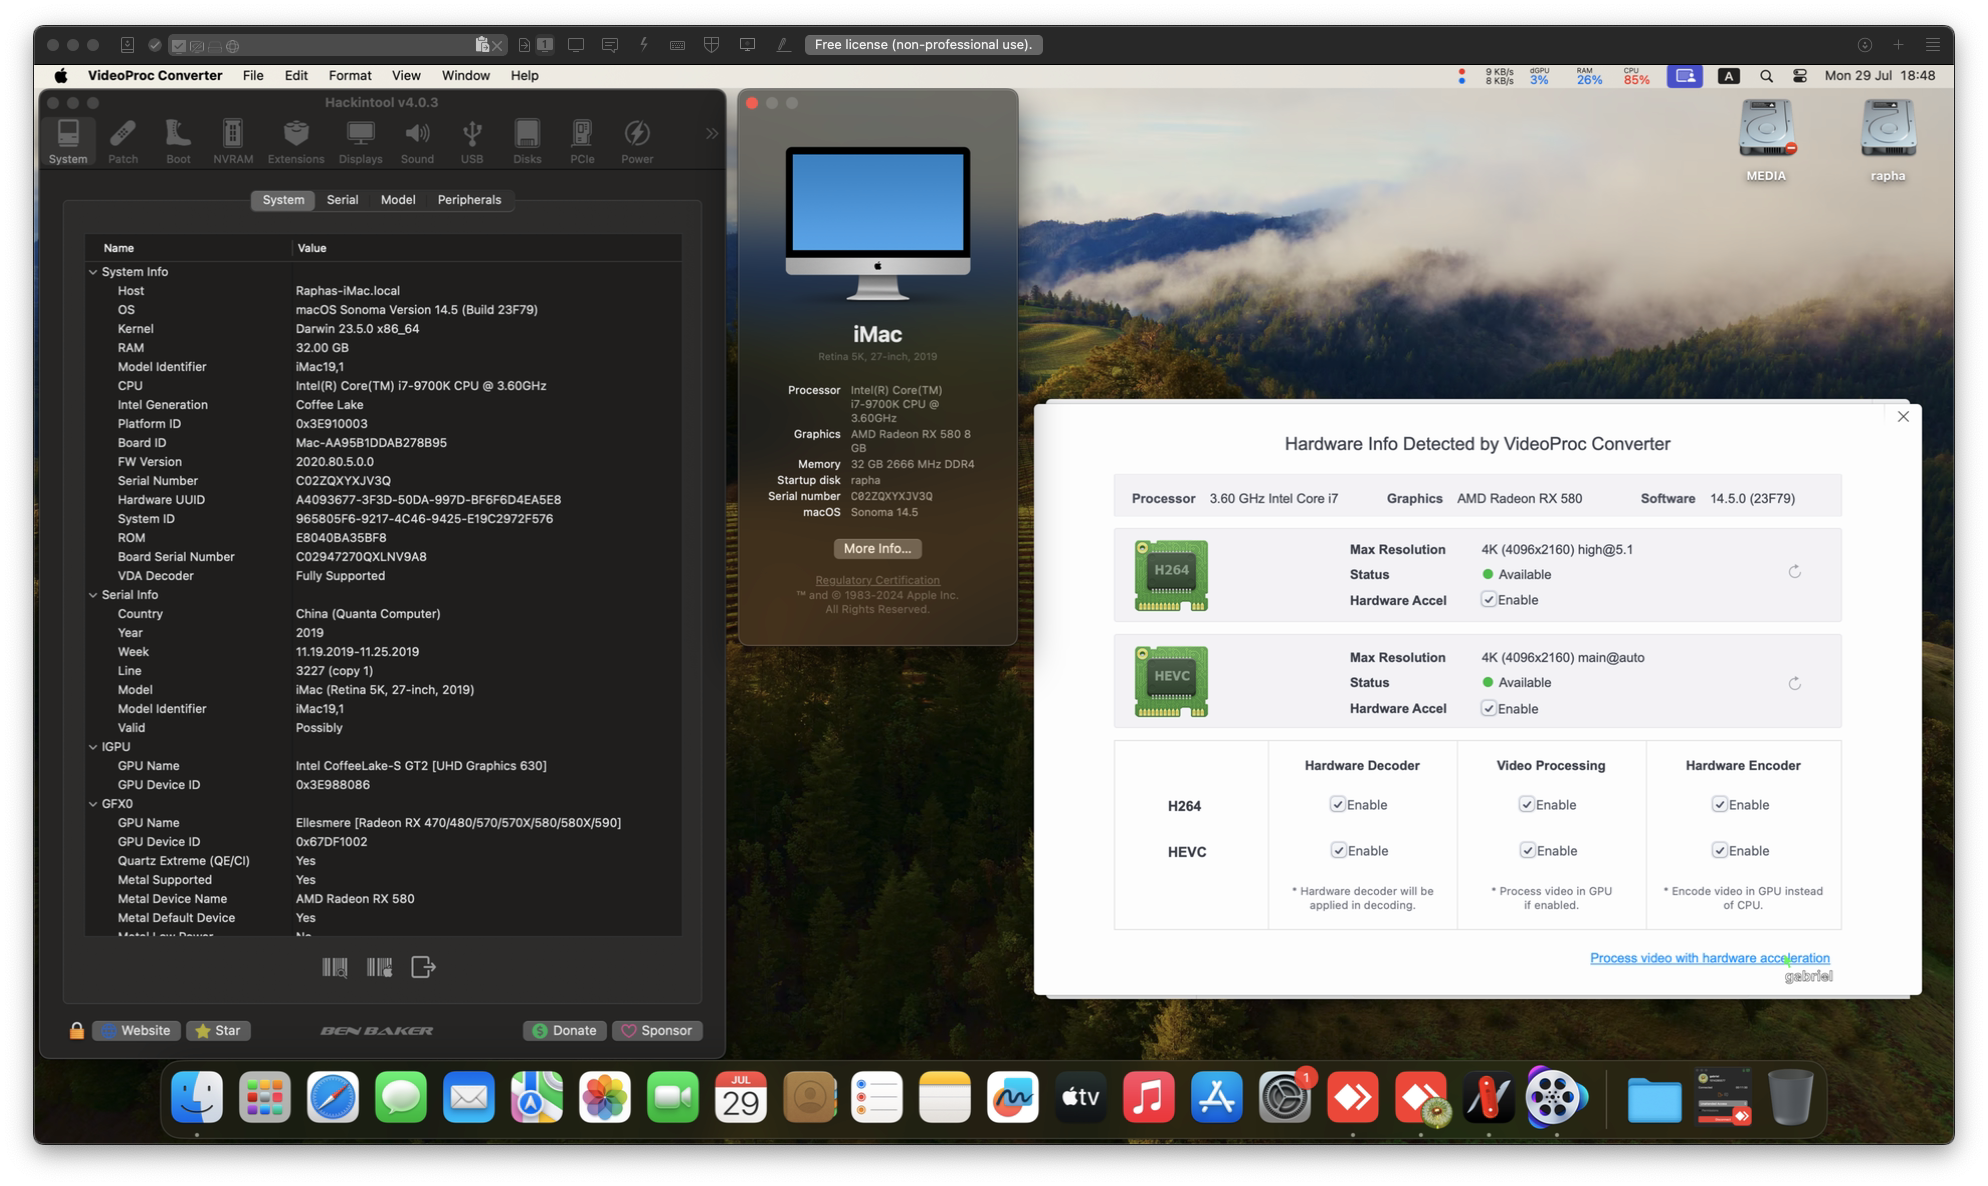 1
Free license (non-professional use).
VideoProc Converter File Edit Format View Window Help
9 KB/s
8 KB/s
dGPU
3%
RAM
26%
CPU
85%
A
Mon 29 Jul 18:48
Hackintool v4.0.3
System Patch Boot NVRAM Extensions Displays Sound USB Disks PCIe Power
System Serial Model Peripherals
Name Value
System Info
Host Raphas-iMac.local
OS macOS Sonoma Version 14.5 (Build 23F79)
Kernel Darwin 23.5.0 x86_64
RAM 32.00 GB
Model Identifier iMac19,1
CPU Intel(R) Core(TM) i7-9700K CPU @ 3.60GHz
Intel Generation Coffee Lake
Platform ID 0x3E910003
Board ID Mac-AA95B1DDAB278B95
FW Version 2020.80.5.0.0
Serial Number C02ZQXYXJV3Q
Hardware UUID A4093677-3F3D-50DA-997D-BF6F6D4EA5E8
System ID 965805F6-9217-4C46-9425-E19C2972F576
ROM E8040BA35BF8
Board Serial Number C02947270QXLNV9A8
VDA Decoder Fully Supported
Serial Info
Country China (Quanta Computer)
Year 2019
Week 11.19.2019-11.25.2019
Line 3227 (copy 1)
Model iMac (Retina 5K, 27-inch, 2019)
Model Identifier iMac19,1
Valid Possibly
IGPU
GPU Name Intel CoffeeLake-S GT2 [UHD Graphics 630]
GPU Device ID 0x3E988086
GFX0
GPU Name Ellesmere [Radeon RX 470/480/570/570X/580/580X/590]
GPU Device ID 0x67DF1002
Quartz Extreme (QE/CI) Yes
Metal Supported Yes
Metal Device Name AMD Radeon RX 580
Metal Default Device Yes
Metal Low Power No
Website Star BEN BAKER Donate Sponsor
iMac
Retina 5K, 27-inch, 2019
Processor Intel(R) Core(TM)
i7-9700K CPU @
3.60GHz
Graphics AMD Radeon RX 580 8
GB
Memory 32 GB 2666 MHz DDR4
Startup disk rapha
Serial number C02ZQXYXJV3Q
macOS Sonoma 14.5
More Info...
Regulatory Certification
™ and © 1983-2024 Apple Inc.
All Rights Reserved.
MEDIA rapha
Hardware Info Detected by VideoProc Converter
Processor 3.60 GHz Intel Core i7 Graphics AMD Radeon RX 580 Software 14.5.0 (23F79)
H264
Max Resolution 4K (4096x2160) high@5.1
Status Available
Hardware Accel Enable
HEVC
Max Resolution 4K (4096x2160) main@auto
Status Available
Hardware Accel Enable
Hardware Decoder Video Processing Hardware Encoder
H264 Enable Enable Enable
HEVC Enable Enable Enable
* Hardware decoder will be
applied in decoding.
* Process video in GPU
if enabled.
* Encode video in GPU instead
of CPU.
Process video with hardware acceleration
gabriel
JUL
29
tv
1